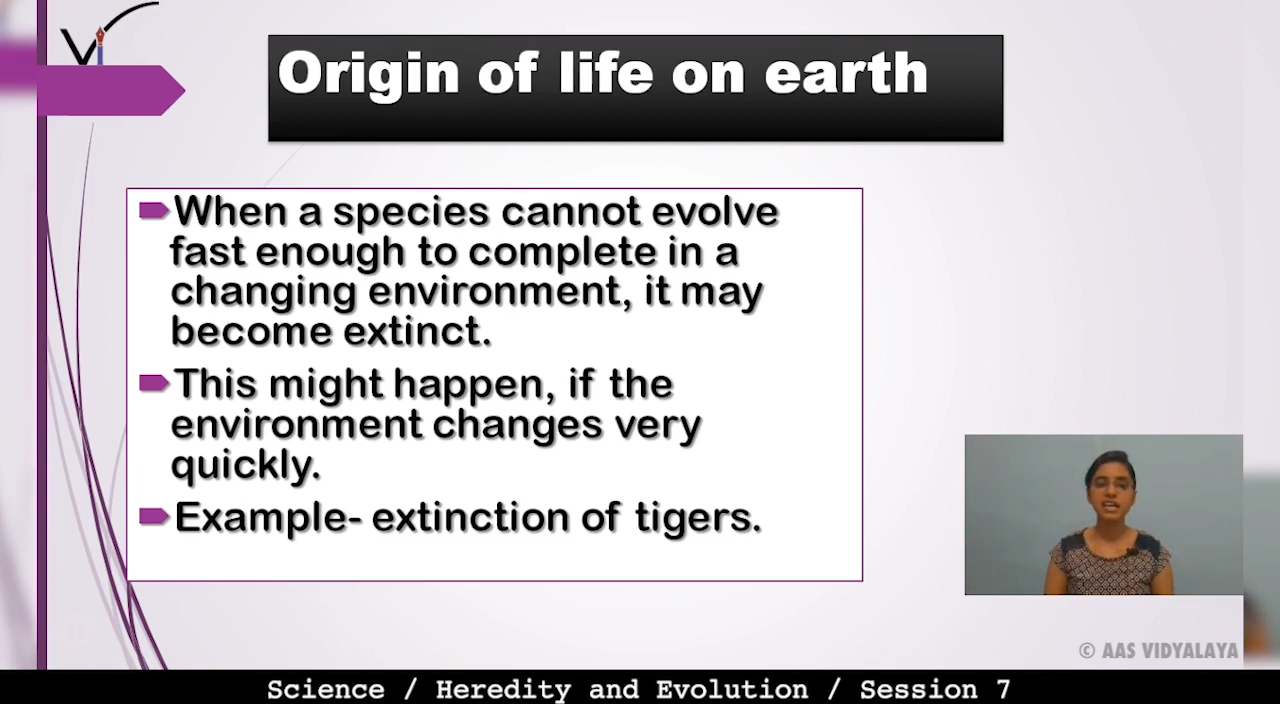 Vi
Origin of life on earth
When a species cannot evolve
fast enough to complete in a
changing environment, it may
become extinct.
This might happen, if the
environment changes very
quickly.
Example- extinction of tigers.
© AAS VIDYALAYA
Science / Heredity and Evolution / Session 7